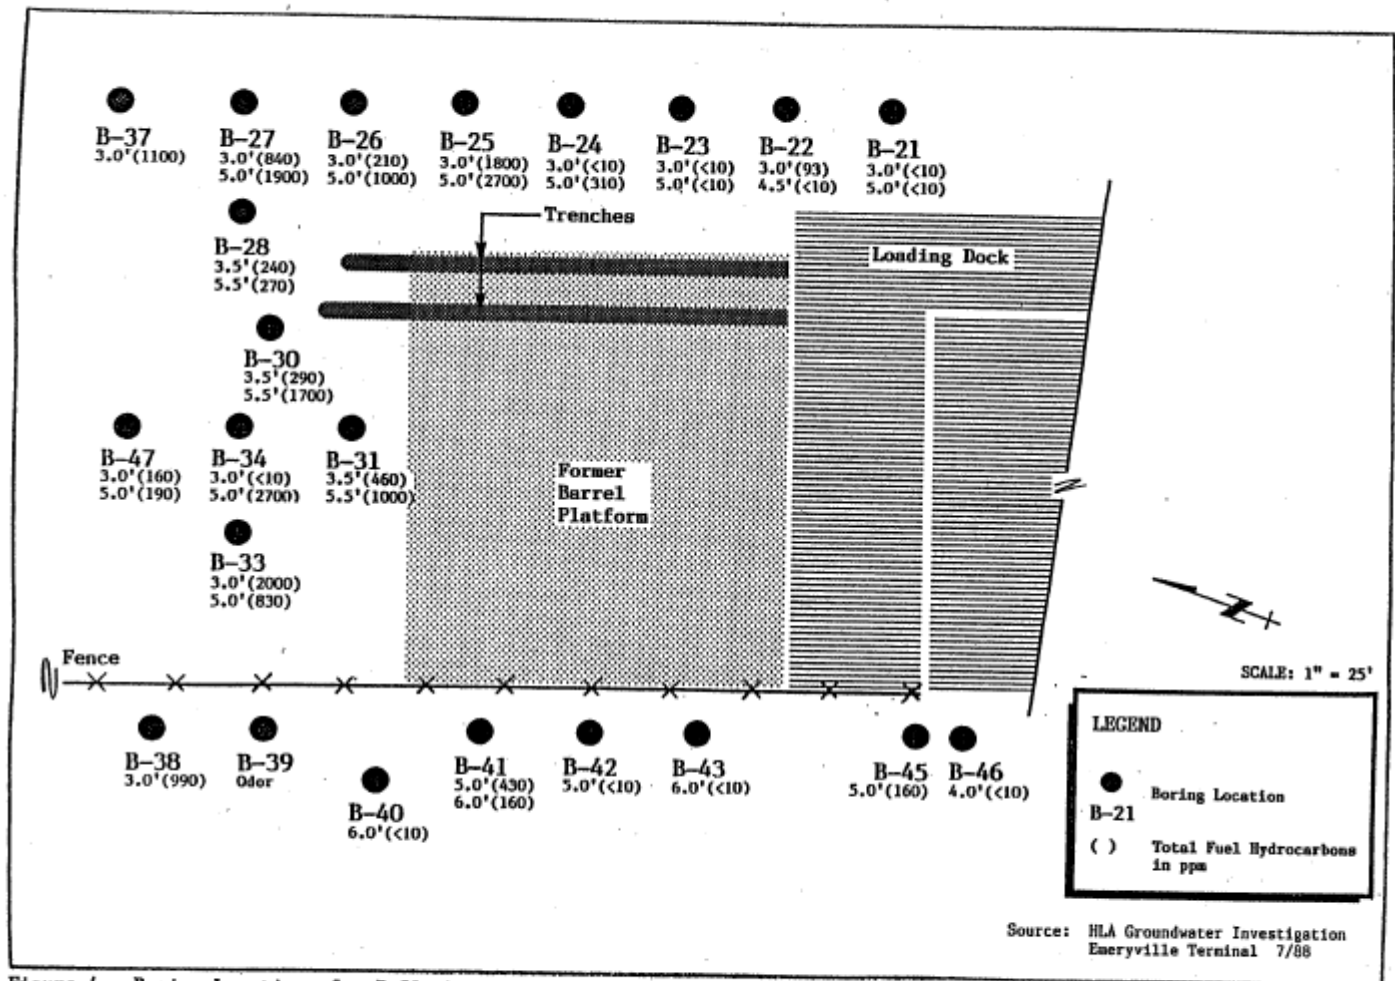 B-37
3.0'(1100)
B-27
3.0'(840)
5.0'(1900)
B-26
3.0'(210)
5.0'(1000)
B-25
3.0'(1800)
5.0'(2700)
B-24
3.0'(<10)
5.0'(310)
B-23
3.0'(<10)
5.0'(<10)
B-22
3.0'(93)
4.5'(<10)
B-21
3.0'(<10)
5.0'(<10)
Trenches
B-28
3.5'(240)
5.5'(270)
Loading Dock
B-30
3.5'(290)
5.5'(1700)
B-47
3.0'(160)
5.0'(190)
B-34
3.0'(<10)
5.0'(2700)
B-31
3.5'(460)
5.5'(1000)
Former
Barrel
Platform
B-33
3.0'(2000)
5.0'(830)
N
Fence
SCALE: 1" = 25'
B-38
3.0'(990)
B-39
Odor
B-40
6.0'(<10)
B-41
5.0'(430)
6.0'(160)
B-42
5.0'(<10)
B-43
6.0'(<10)
B-45
5.0'(160)
B-46
4.0'(<10)
LEGEND
Boring Location
B-21
( ) Total Fuel Hydrocarbons
in ppm
Source: HLA Groundwater Investigation
Emeryville Terminal 7/88